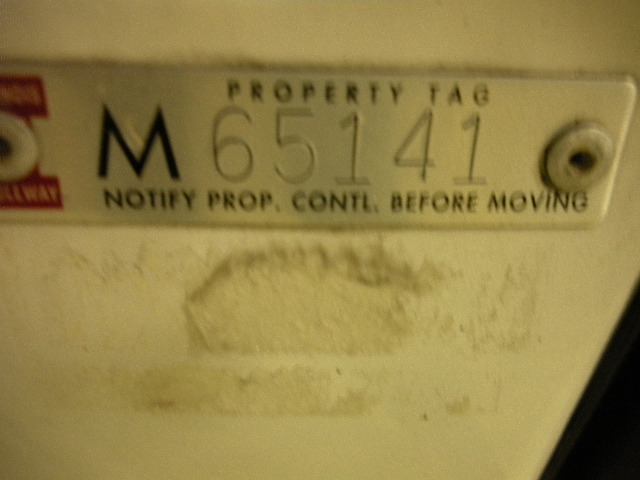 PROPERTY TAG
M 65141
NOTIFY PROP. CONTL. BEFORE MOVING